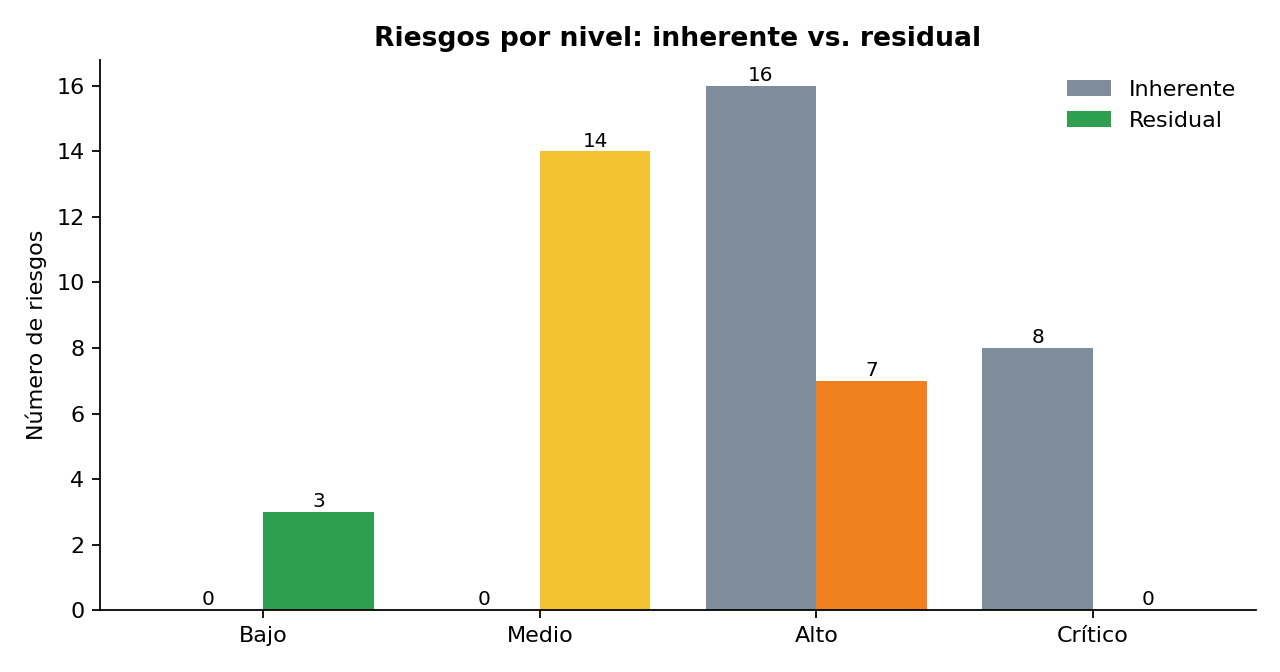 Riesgos por nivel: inherente vs. residual
Inherente
Residual
Número de riesgos
16
14
12
10
8
6
4
2
0
0
3
0
14
16
7
8
0
Bajo
Medio
Alto
Crítico